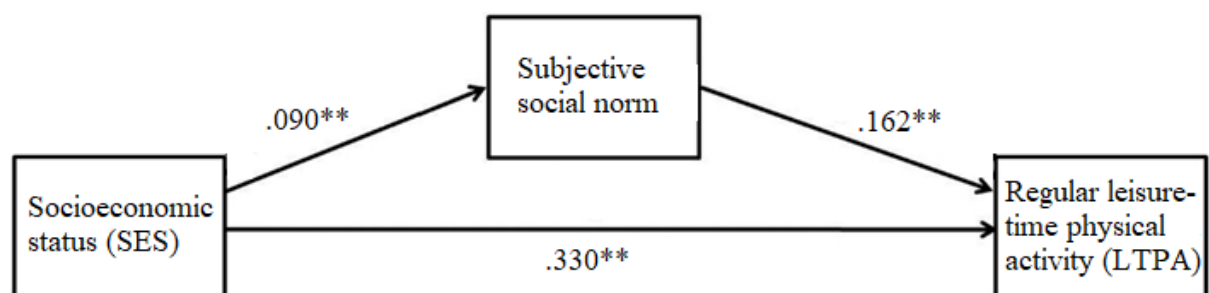 Subjective
social norm
.090**
.162**
Socioeconomic
status (SES)
Regular leisure-
time physical
activity (LTPA)
.330**